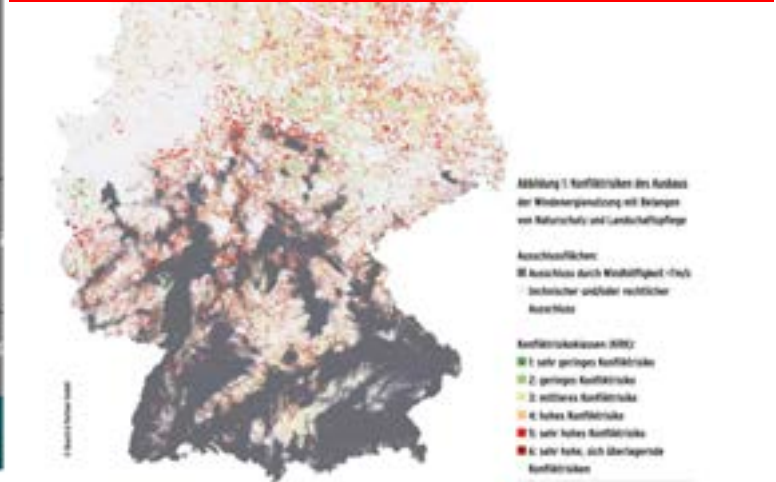 Abbildung 1: Konfliktrisiken des Ausbaus
der Windenergienutzung mit Belangen
von Naturschutz und Landschaftspflege
Ausschlussflächen:
Ausschluss durch Windhöffigkeit
technischer und/oder rechtlicher
Ausschluss
Konfliktrisikoklassen (KRK):
1: sehr geringes Konfliktrisiko
2: geringes Konfliktrisiko
3: mittleres Konfliktrisiko
4: hohes Konfliktrisiko
5: sehr hohes Konfliktrisiko
6: sehr hohe, sich überlagernde
Konfliktrisiken